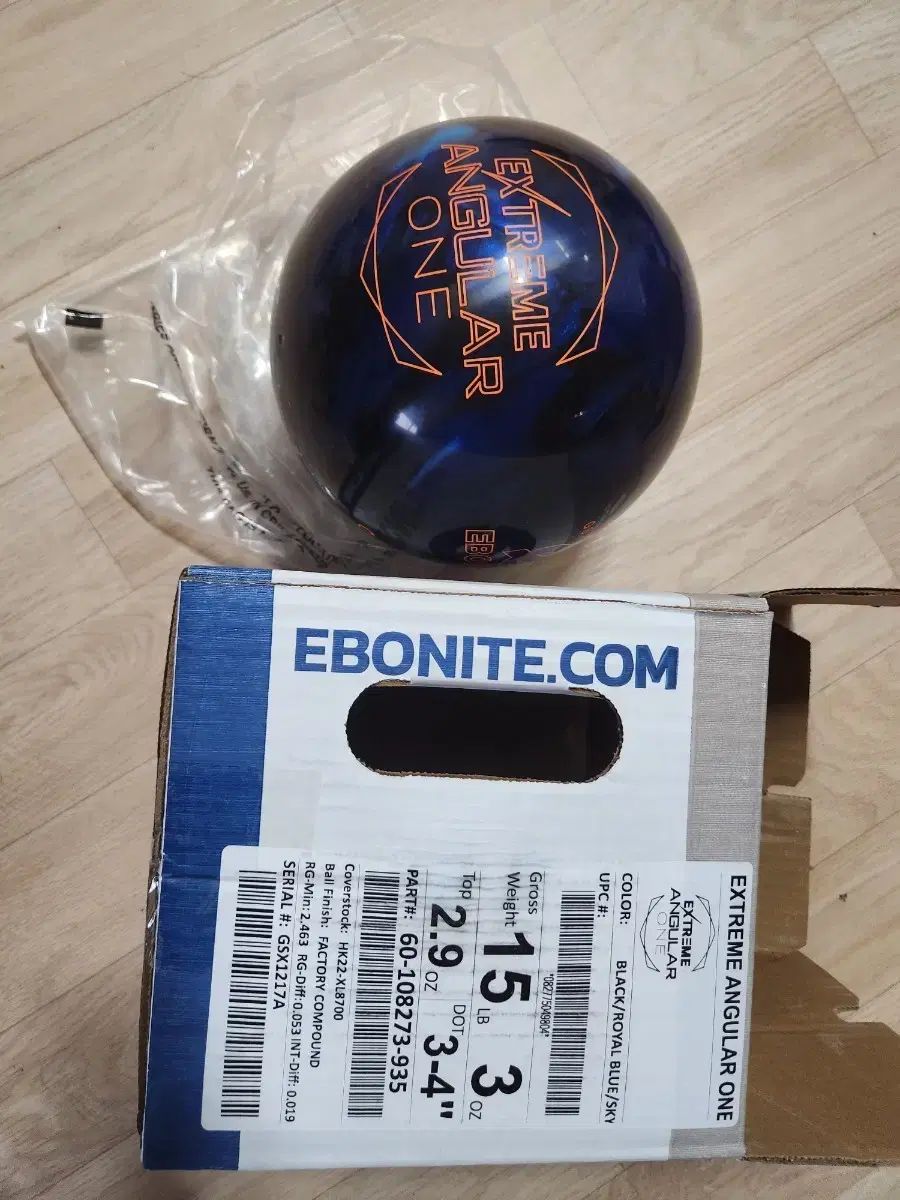 EXTREME
ANGULAR
ONE
EBONITE.COM
EXTREME ANGULAR ONE
EXTREME
ANGULAR
ONE
COLOR: BLACK/ROYAL BLUE/SKY
UPC #:
Gross Weight 15 LB 3 OZ
Top 2.9 OZ DOT 3-4"
PART#: 60-108273-935
Coverstock: HK22-XL8700
Ball Finish: FACTORY COMPOUND
RG-Min: 2.463 RG-Diff: 0.053 INT-Diff: 0.019
SERIAL #: GSX1217A